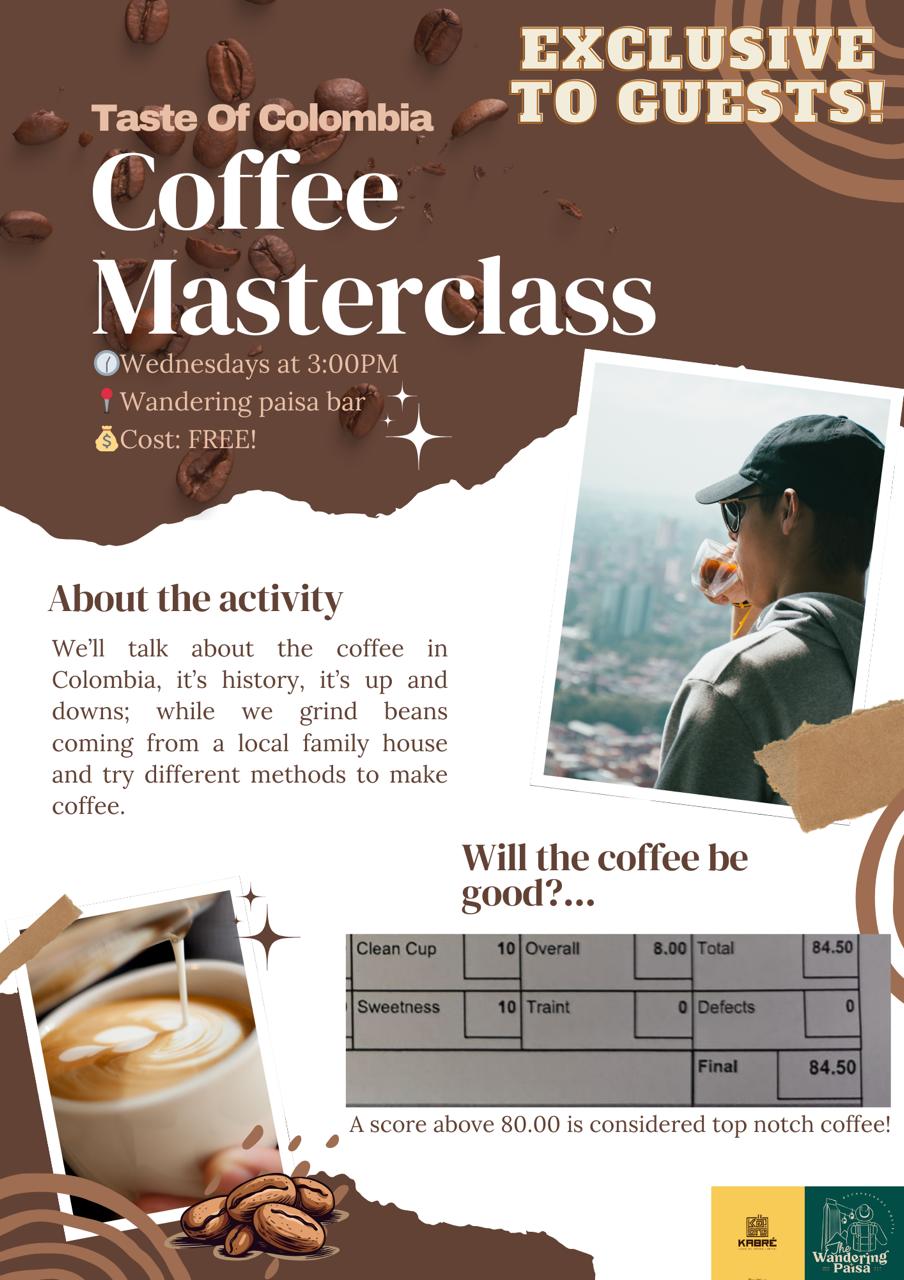 EXCLUSIVE
TO GUESTS!
Taste Of Colombia
Coffee
Masterclass
Wednesdays at 3:00PM
Wandering paisa bar
Cost: FREE!
About the activity
We'll talk about the coffee in
Colombia, it's history, it's up and
downs; while we grind beans
coming from a local family house
and try different methods to make
coffee.
Will the coffee be
good?...
Clean Cup 10 Overall 8.00 Total 84.50
Sweetness 10 Traint 0 Defects 0
Final 84.50
A score above 80.00 is considered top notch coffee!
KABRÉ
The
Wandering
Paisa